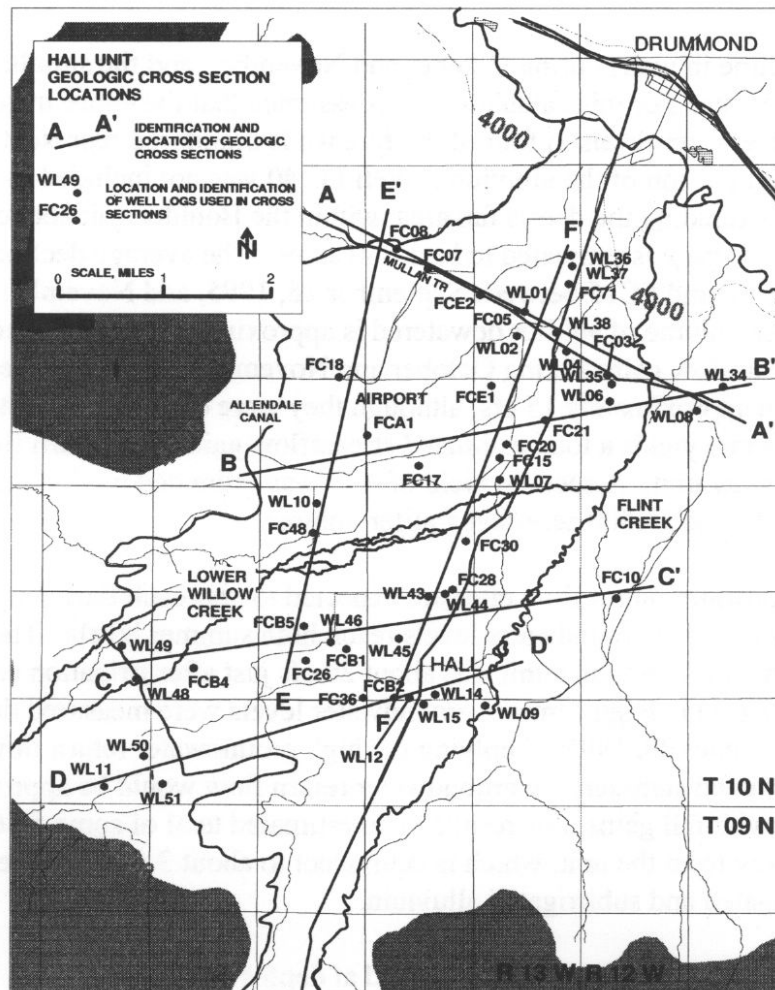 HALL UNIT
GEOLOGIC CROSS SECTION
LOCATIONS
A A'
IDENTIFICATION AND
LOCATION OF GEOLOGIC
CROSS SECTIONS
WL49
FC26
LOCATION AND IDENTIFICATION
OF WELL LOGS USED IN CROSS
SECTIONS
N
SCALE, MILES
0 1 2
DRUMMOND
4000
A
E'
FC08
FC07
MULLAN TR
F'
WL36
WL37
FC71
4000
FCE2
WL01
FC05
WL38
WL02
WL04
FC03
FC18
AIRPORT
FCE1
WL35
WL06
B'
WL34
WL08
A'
ALLENDALE
CANAL
FCA1
FC21
B
FC17
FC20
FC15
WL07
WL10
FC48
FLINT
CREEK
FC30
LOWER
WILLOW
CREEK
WL43
FC28
WL44
FC10
C'
FCB5
WL46
WL45
WL49
FCB1
D'
HALL
C
WL48
FCB4
FC26
E
FC36
FCB2
WL14
F
WL15
WL09
WL50
WL12
D
WL11
WL51
T 10 N
T 09 N
R 13 W R 12 W